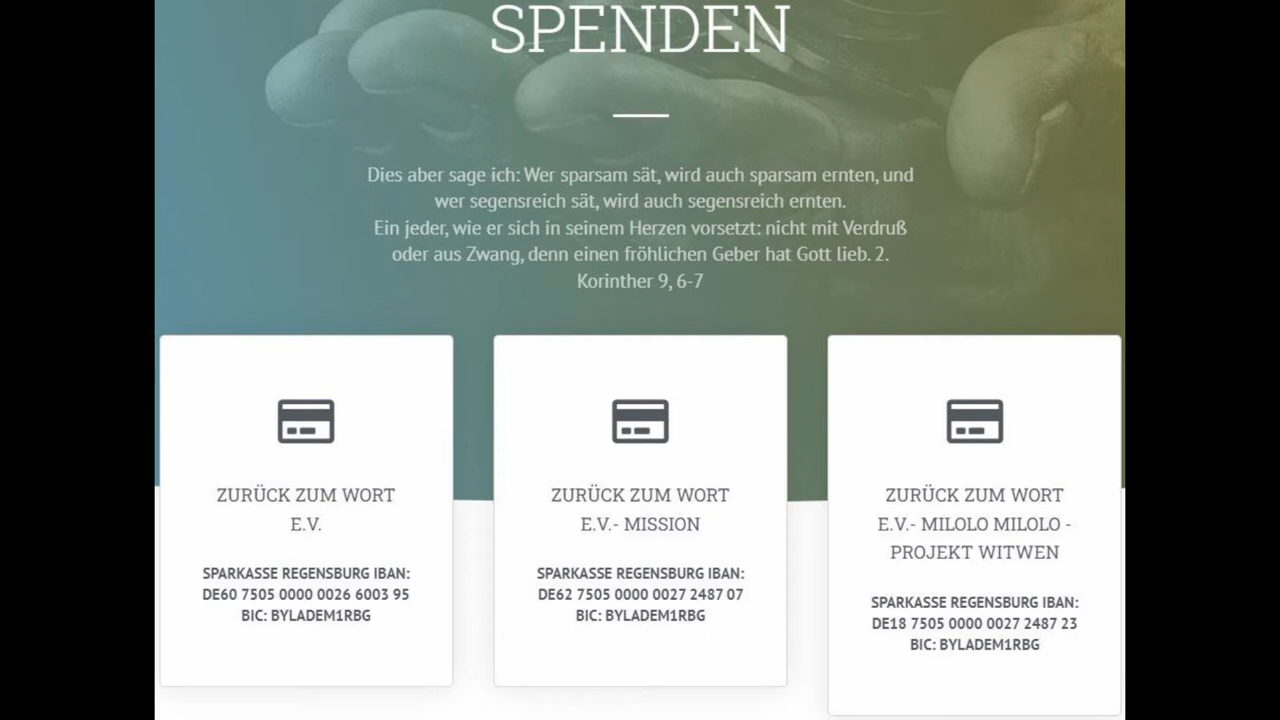 SPENDEN
Dies aber sage ich: Wer sparsam sät, wird auch sparsam ernten, und
wer segensreich sät, wird auch segensreich ernten.
Ein jeder, wie er sich in seinem Herzen vorsetzt: nicht mit Verdruß
oder aus Zwang, denn einen fröhlichen Geber hat Gott lieb. 2.
Korinther 9, 6-7
ZURÜCK ZUM WORT
E.V.
SPARKASSE REGENSBURG IBAN:
DE60 7505 0000 0026 6003 95
BIC: BYLADEM1RBG
ZURÜCK ZUM WORT
E.V.- MISSION
SPARKASSE REGENSBURG IBAN:
DE62 7505 0000 0027 2487 07
BIC: BYLADEM1RBG
ZURÜCK ZUM WORT
E.V.- MILOLO MILOLO -
PROJEKT WITWEN
SPARKASSE REGENSBURG IBAN:
DE18 7505 0000 0027 2487 23
BIC: BYLADEM1RBG